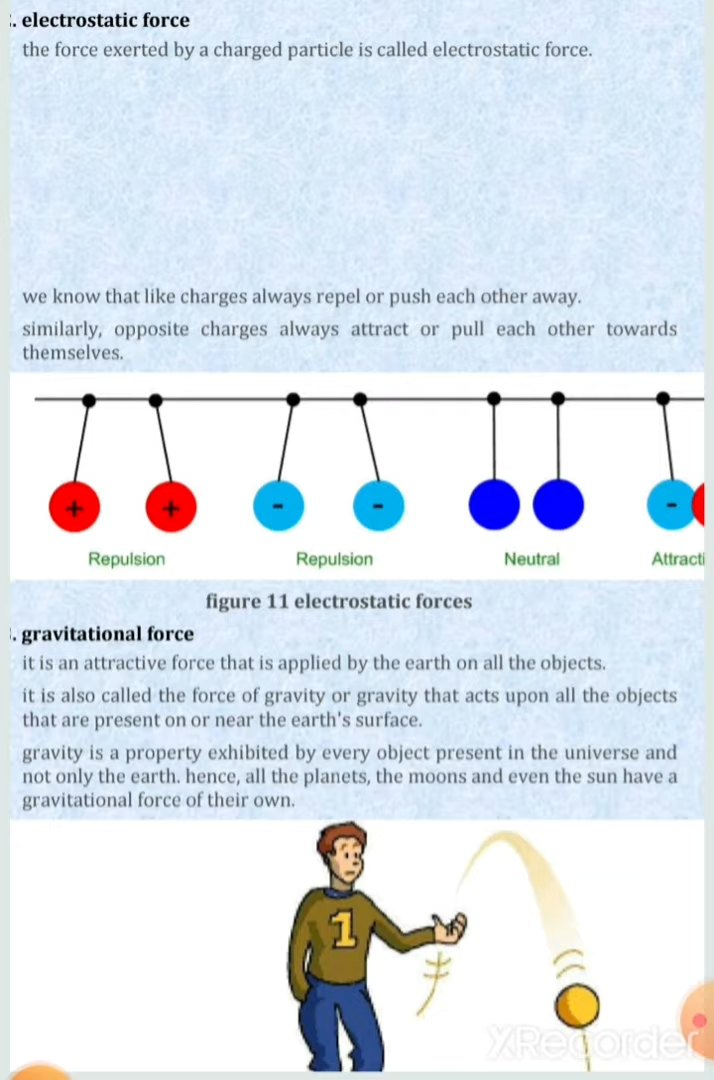 . electrostatic force
the force exerted by a charged particle is called electrostatic force.
we know that like charges always repel or push each other away.
similarly, opposite charges always attract or pull each other towards
themselves.
+ + - - -
Repulsion Repulsion Neutral Attracti
figure 11 electrostatic forces
. gravitational force
it is an attractive force that is applied by the earth on all the objects.
it is also called the force of gravity or gravity that acts upon all the objects
that are present on or near the earth's surface.
gravity is a property exhibited by every object present in the universe and
not only the earth. hence, all the planets, the moons and even the sun have a
gravitational force of their own.
1
XRecorder